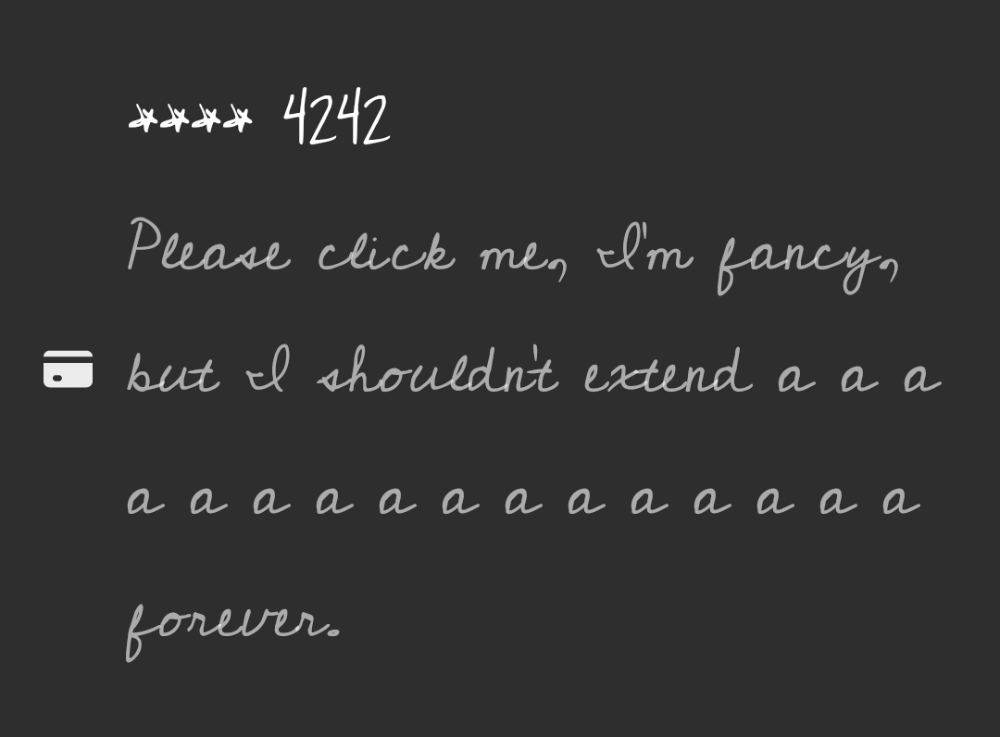 **** 4242
Please click me, I'm fancy,
but I shouldn't extend a a a
a a a a a a a a a a a a a
forever.